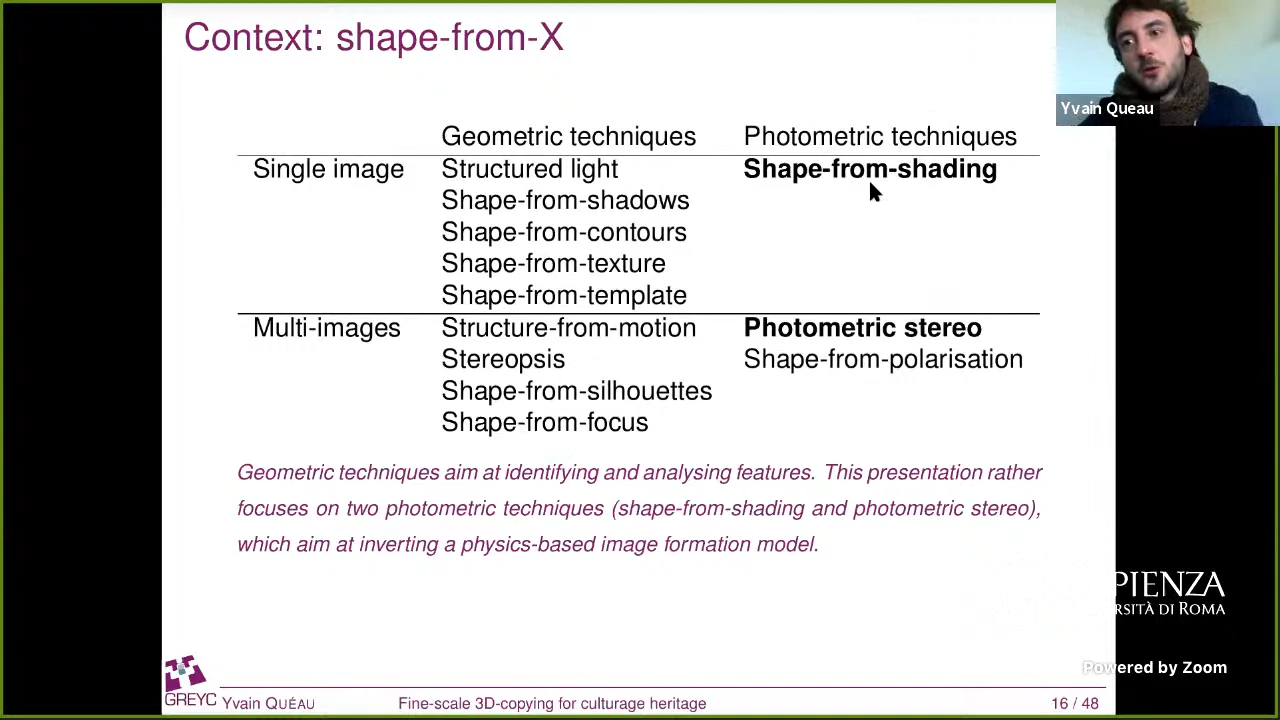 Context: shape-from-X
Yvain Queau
Geometric techniques Photometric techniques
Single image Structured light Shape-from-shading
Shape-from-shadows
Shape-from-contours
Shape-from-texture
Shape-from-template
Multi-images Structure-from-motion Photometric stereo
Stereopsis Shape-from-polarisation
Shape-from-silhouettes
Shape-from-focus
Geometric techniques aim at identifying and analysing features. This presentation rather
focuses on two photometric techniques (shape-from-shading and photometric stereo),
which aim at inverting a physics-based image formation model.
PIENZA
RSITÀ DI ROMA
Powered by Zoom
GREYC Yvain QUÉAU Fine-scale 3D-copying for culturage heritage 16 / 48